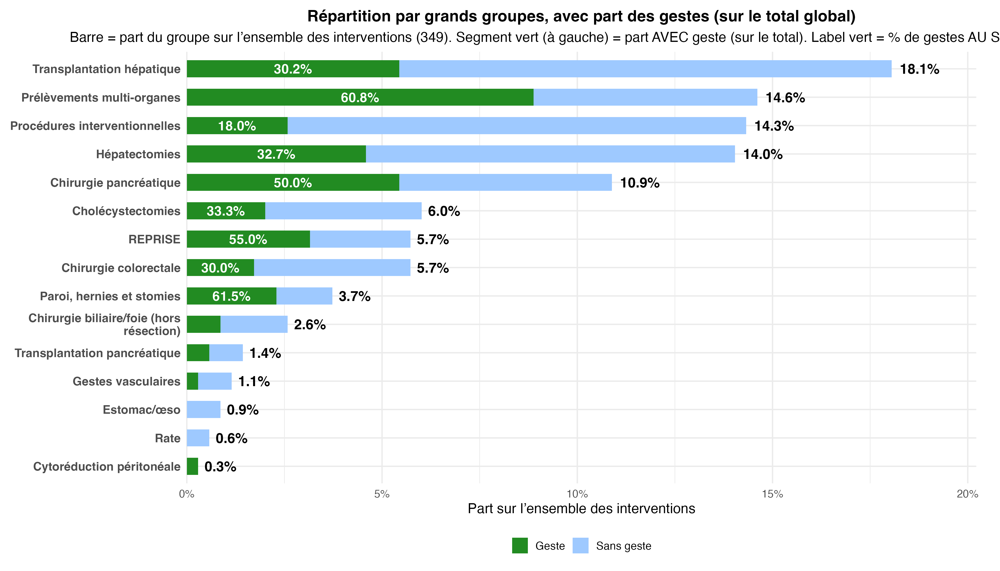 Répartition par grands groupes, avec part des gestes (sur le total global)
Barre = part du groupe sur l’ensemble des interventions (349). Segment vert (à gauche) = part AVEC geste (sur le total). Label vert = % de gestes AU S
Transplantation hépatique 30.2% 18.1%
Prélèvements multi-organes 60.8% 14.6%
Procédures interventionnelles 18.0% 14.3%
Hépatectomies 32.7% 14.0%
Chirurgie pancréatique 50.0% 10.9%
Cholécystectomies 33.3% 6.0%
REPRISE 55.0% 5.7%
Chirurgie colorectale 30.0% 5.7%
Paroi, hernies et stomies 61.5% 3.7%
Chirurgie biliaire/foie (hors
résection) 2.6%
Transplantation pancréatique 1.4%
Gestes vasculaires 1.1%
Estomac/œso 0.9%
Rate 0.6%
Cytoréduction péritonéale 0.3%
0% 5% 10% 15% 20%
Part sur l’ensemble des interventions
Geste Sans geste